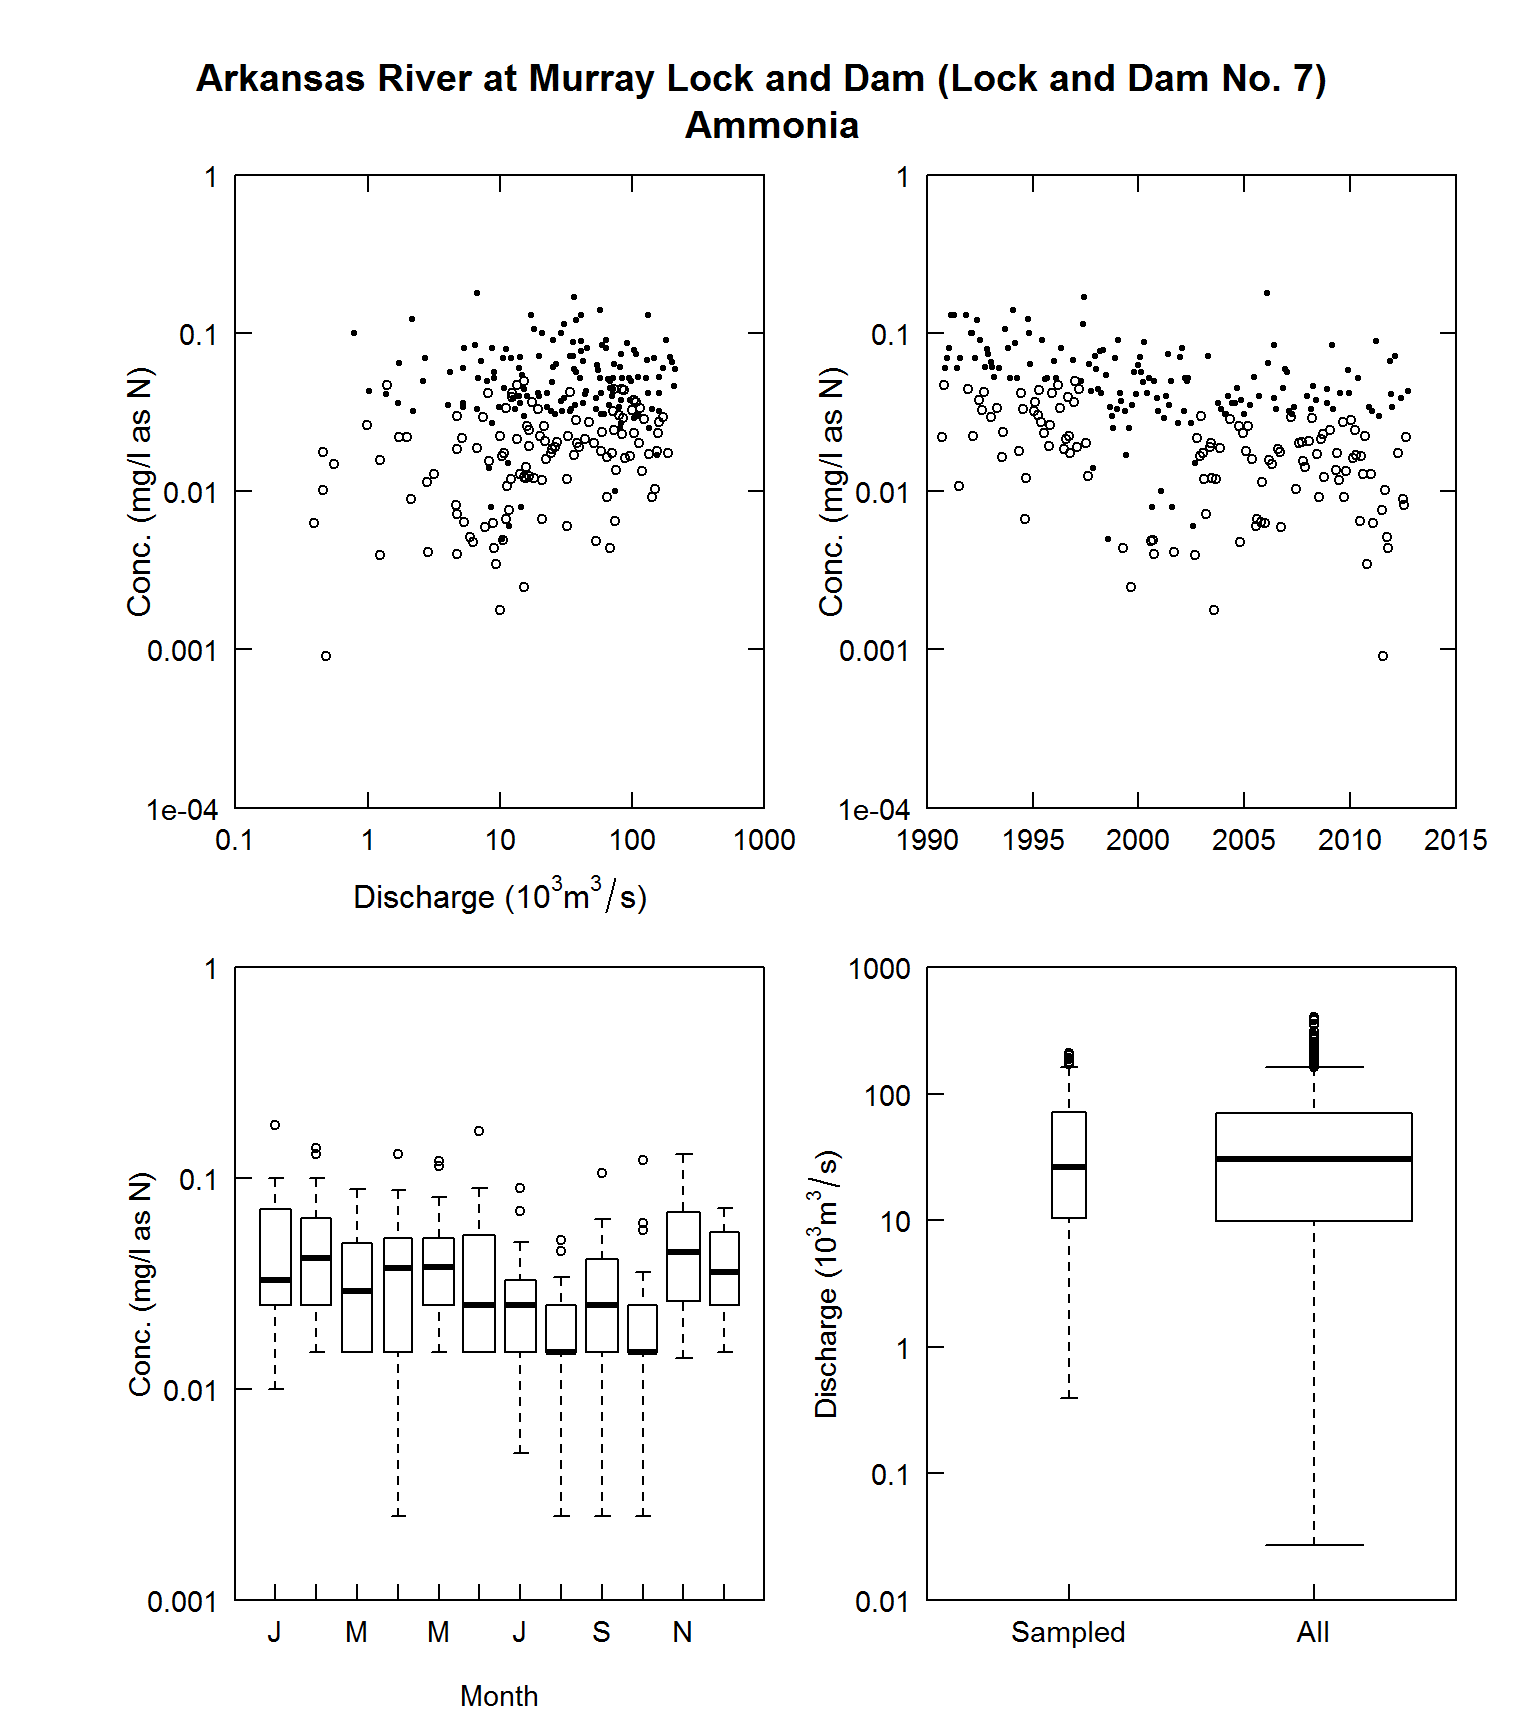 Arkansas River at Murray Lock and Dam (Lock and Dam No. 7)
Ammonia
1
0.1
0.01
0.001
1e-04
Conc. (mg/l as N)
0.1 1 10 100 1000
Discharge (10³m³/s)
1
0.1
0.01
0.001
1e-04
Conc. (mg/l as N)
1990 1995 2000 2005 2010 2015
1
0.1
0.01
0.001
Conc. (mg/l as N)
J M M J S N
Month
1000
100
10
1
0.1
0.01
Discharge (10³m³/s)
Sampled All